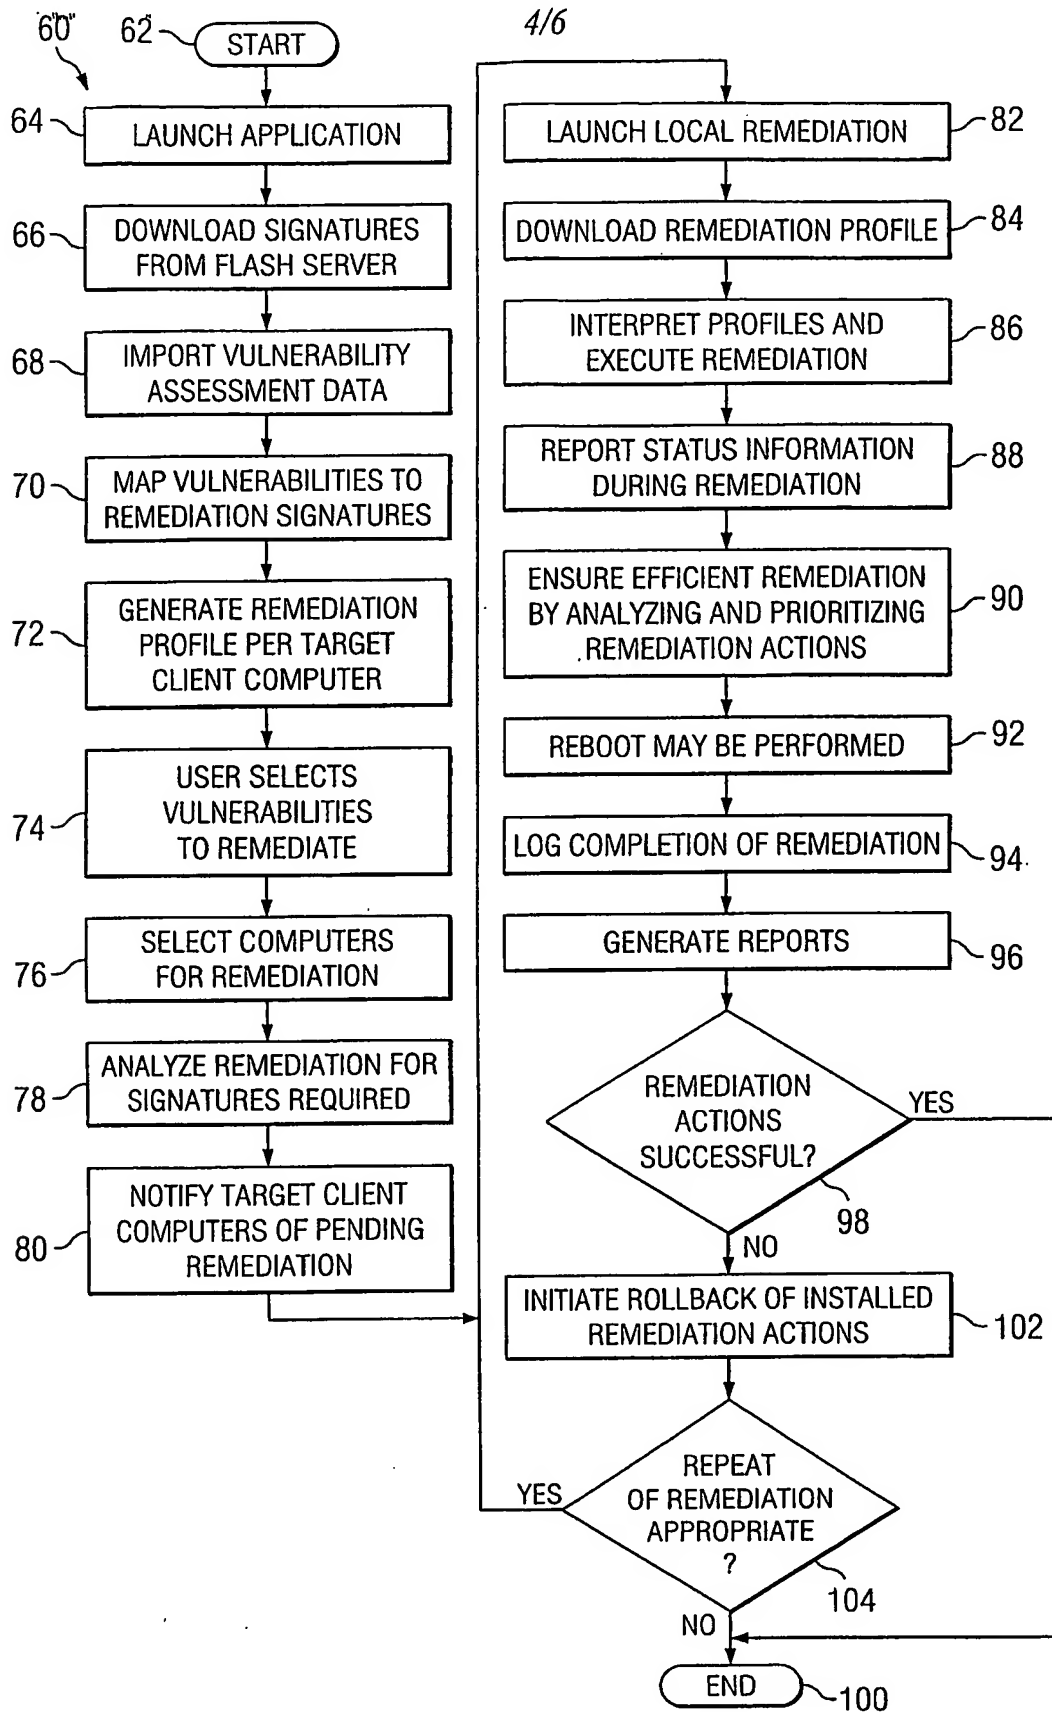 4/6
60
62
START
64
LAUNCH APPLICATION
66
DOWNLOAD SIGNATURES
FROM FLASH SERVER
68
IMPORT VULNERABILITY
ASSESSMENT DATA
70
MAP VULNERABILITIES TO
REMEDIATION SIGNATURES
72
GENERATE REMEDIATION
PROFILE PER TARGET
CLIENT COMPUTER
74
USER SELECTS
VULNERABILITIES
TO REMEDIATE
76
SELECT COMPUTERS
FOR REMEDIATION
78
ANALYZE REMEDIATION FOR
SIGNATURES REQUIRED
80
NOTIFY TARGET CLIENT
COMPUTERS OF PENDING
REMEDIATION
LAUNCH LOCAL REMEDIATION
82
DOWNLOAD REMEDIATION PROFILE
84
INTERPRET PROFILES AND
EXECUTE REMEDIATION
86
REPORT STATUS INFORMATION
DURING REMEDIATION
88
ENSURE EFFICIENT REMEDIATION
BY ANALYZING AND PRIORITIZING
REMEDIATION ACTIONS
90
REBOOT MAY BE PERFORMED
92
LOG COMPLETION OF REMEDIATION
94
GENERATE REPORTS
96
REMEDIATION
ACTIONS
SUCCESSFUL?
YES
98
NO
INITIATE ROLLBACK OF INSTALLED
REMEDIATION ACTIONS
102
REPEAT
OF REMEDIATION
APPROPRIATE
?
YES
104
NO
END
100